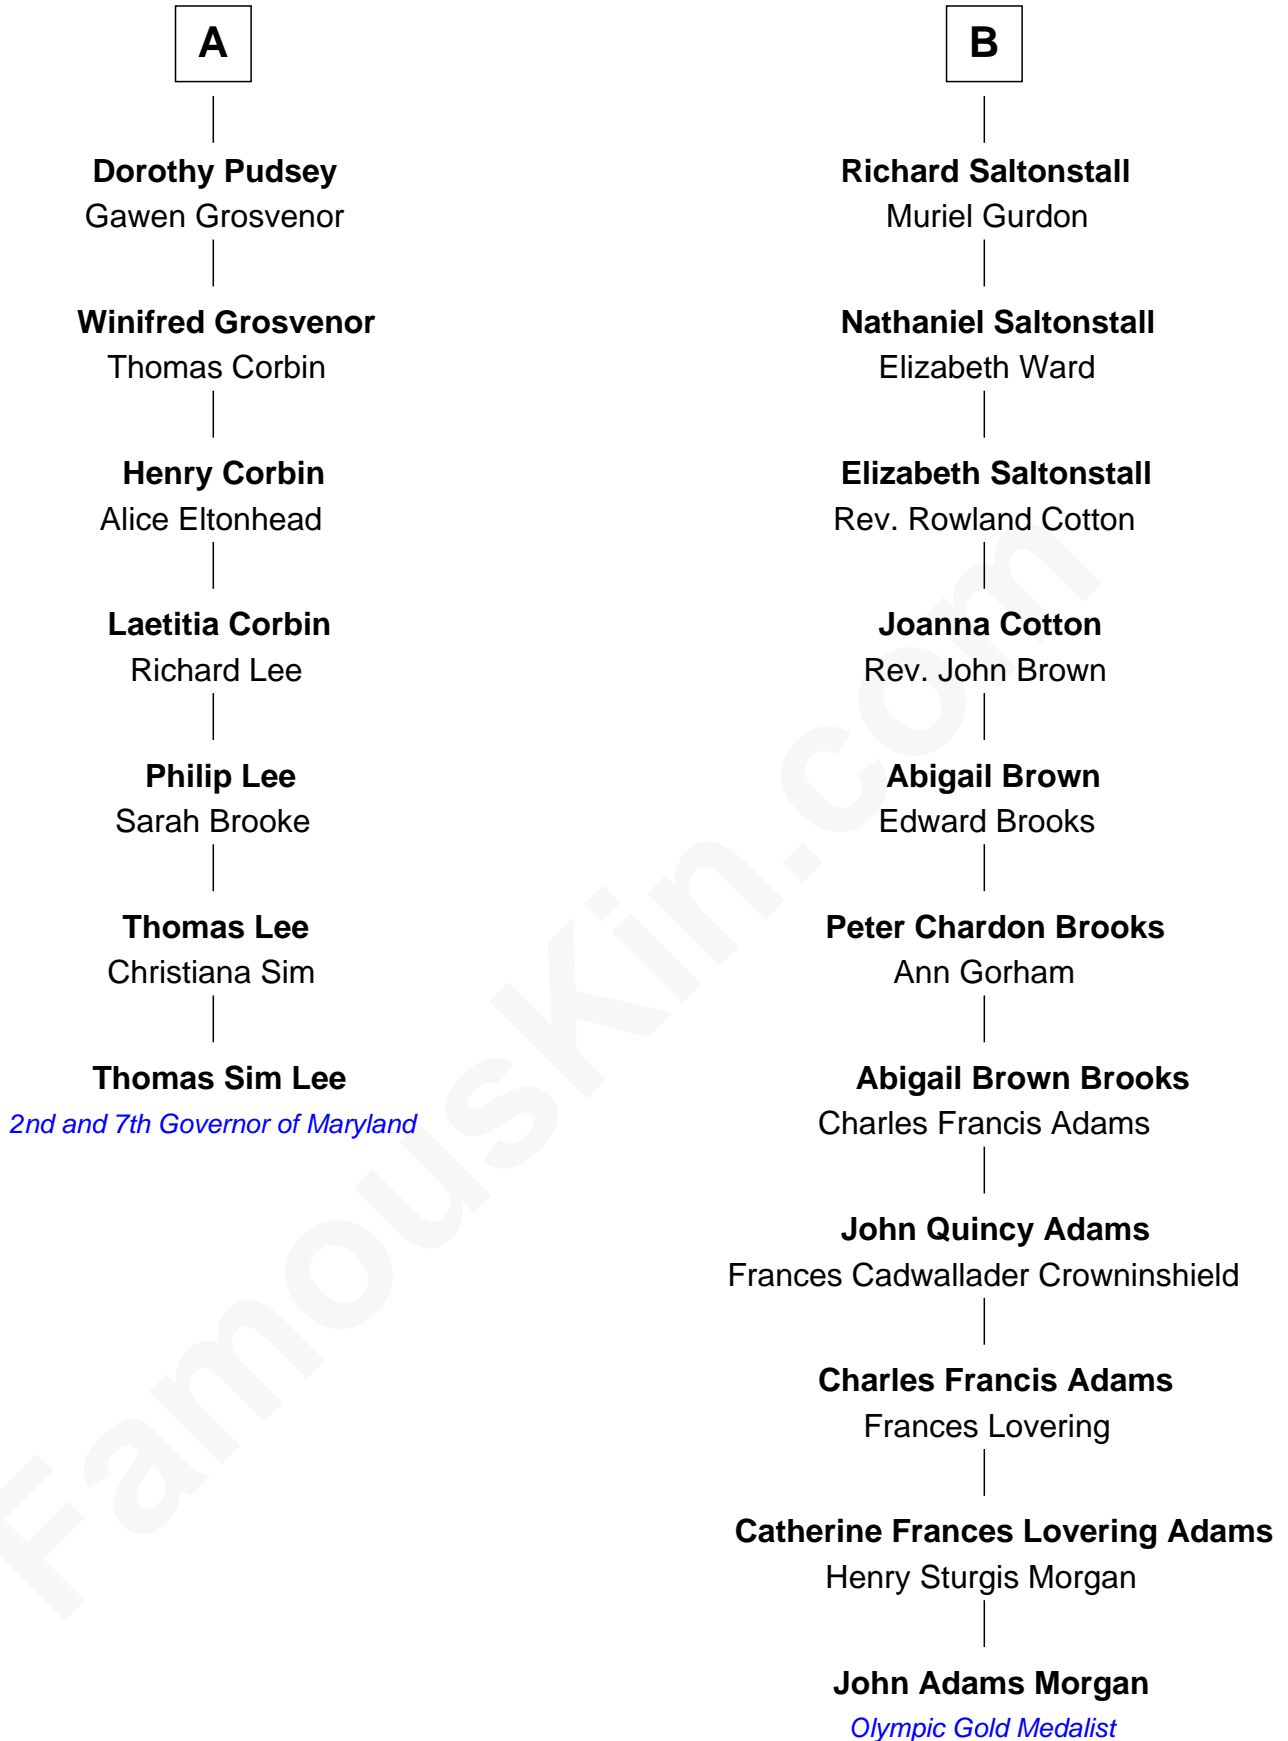 A
Dorothy Pudsey
Gawen Grosvenor
Winifred Grosvenor
Thomas Corbin
Henry Corbin
Alice Eltonhead
Laetitia Corbin
Richard Lee
Philip Lee
Sarah Brooke
Thomas Lee
Christiana Sim
Thomas Sim Lee
2nd and 7th Governor of Maryland
B
Richard Saltonstall
Muriel Gurdon
Nathaniel Saltonstall
Elizabeth Ward
Elizabeth Saltonstall
Rev. Rowland Cotton
Joanna Cotton
Rev. John Brown
Abigail Brown
Edward Brooks
Peter Chardon Brooks
Ann Gorham
Abigail Brown Brooks
Charles Francis Adams
John Quincy Adams
Frances Cadwallader Crowninshield
Charles Francis Adams
Frances Lovering
Catherine Frances Lovering Adams
Henry Sturgis Morgan
John Adams Morgan
Olympic Gold Medalist
FamousKin.com